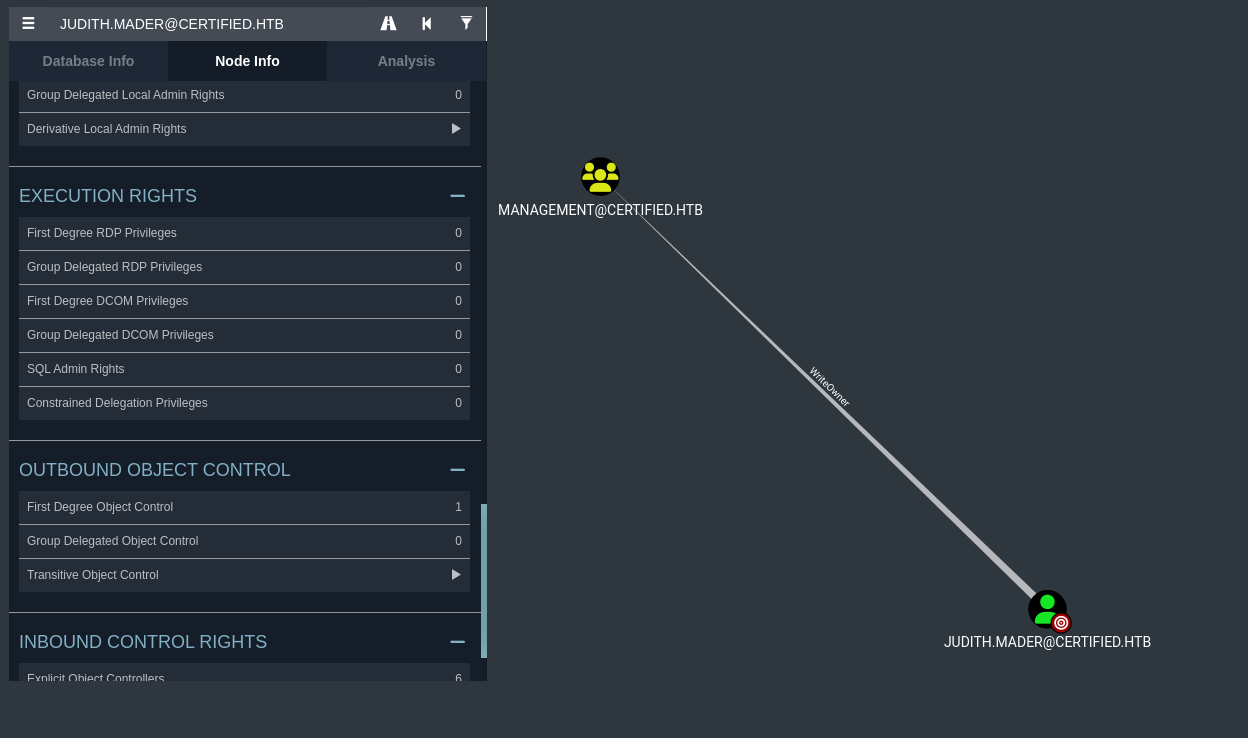 JUDITH.MADER@CERTIFIED.HTB
Database Info
Node Info
Analysis
Group Delegated Local Admin Rights 0
Derivative Local Admin Rights
EXECUTION RIGHTS
First Degree RDP Privileges 0
Group Delegated RDP Privileges 0
First Degree DCOM Privileges 0
Group Delegated DCOM Privileges 0
SQL Admin Rights 0
Constrained Delegation Privileges 0
OUTBOUND OBJECT CONTROL
First Degree Object Control 1
Group Delegated Object Control 0
Transitive Object Control
INBOUND CONTROL RIGHTS
Explicit Object Controllers 6
MANAGEMENT@CERTIFIED.HTB
WriteOwner
JUDITH.MADER@CERTIFIED.HTB